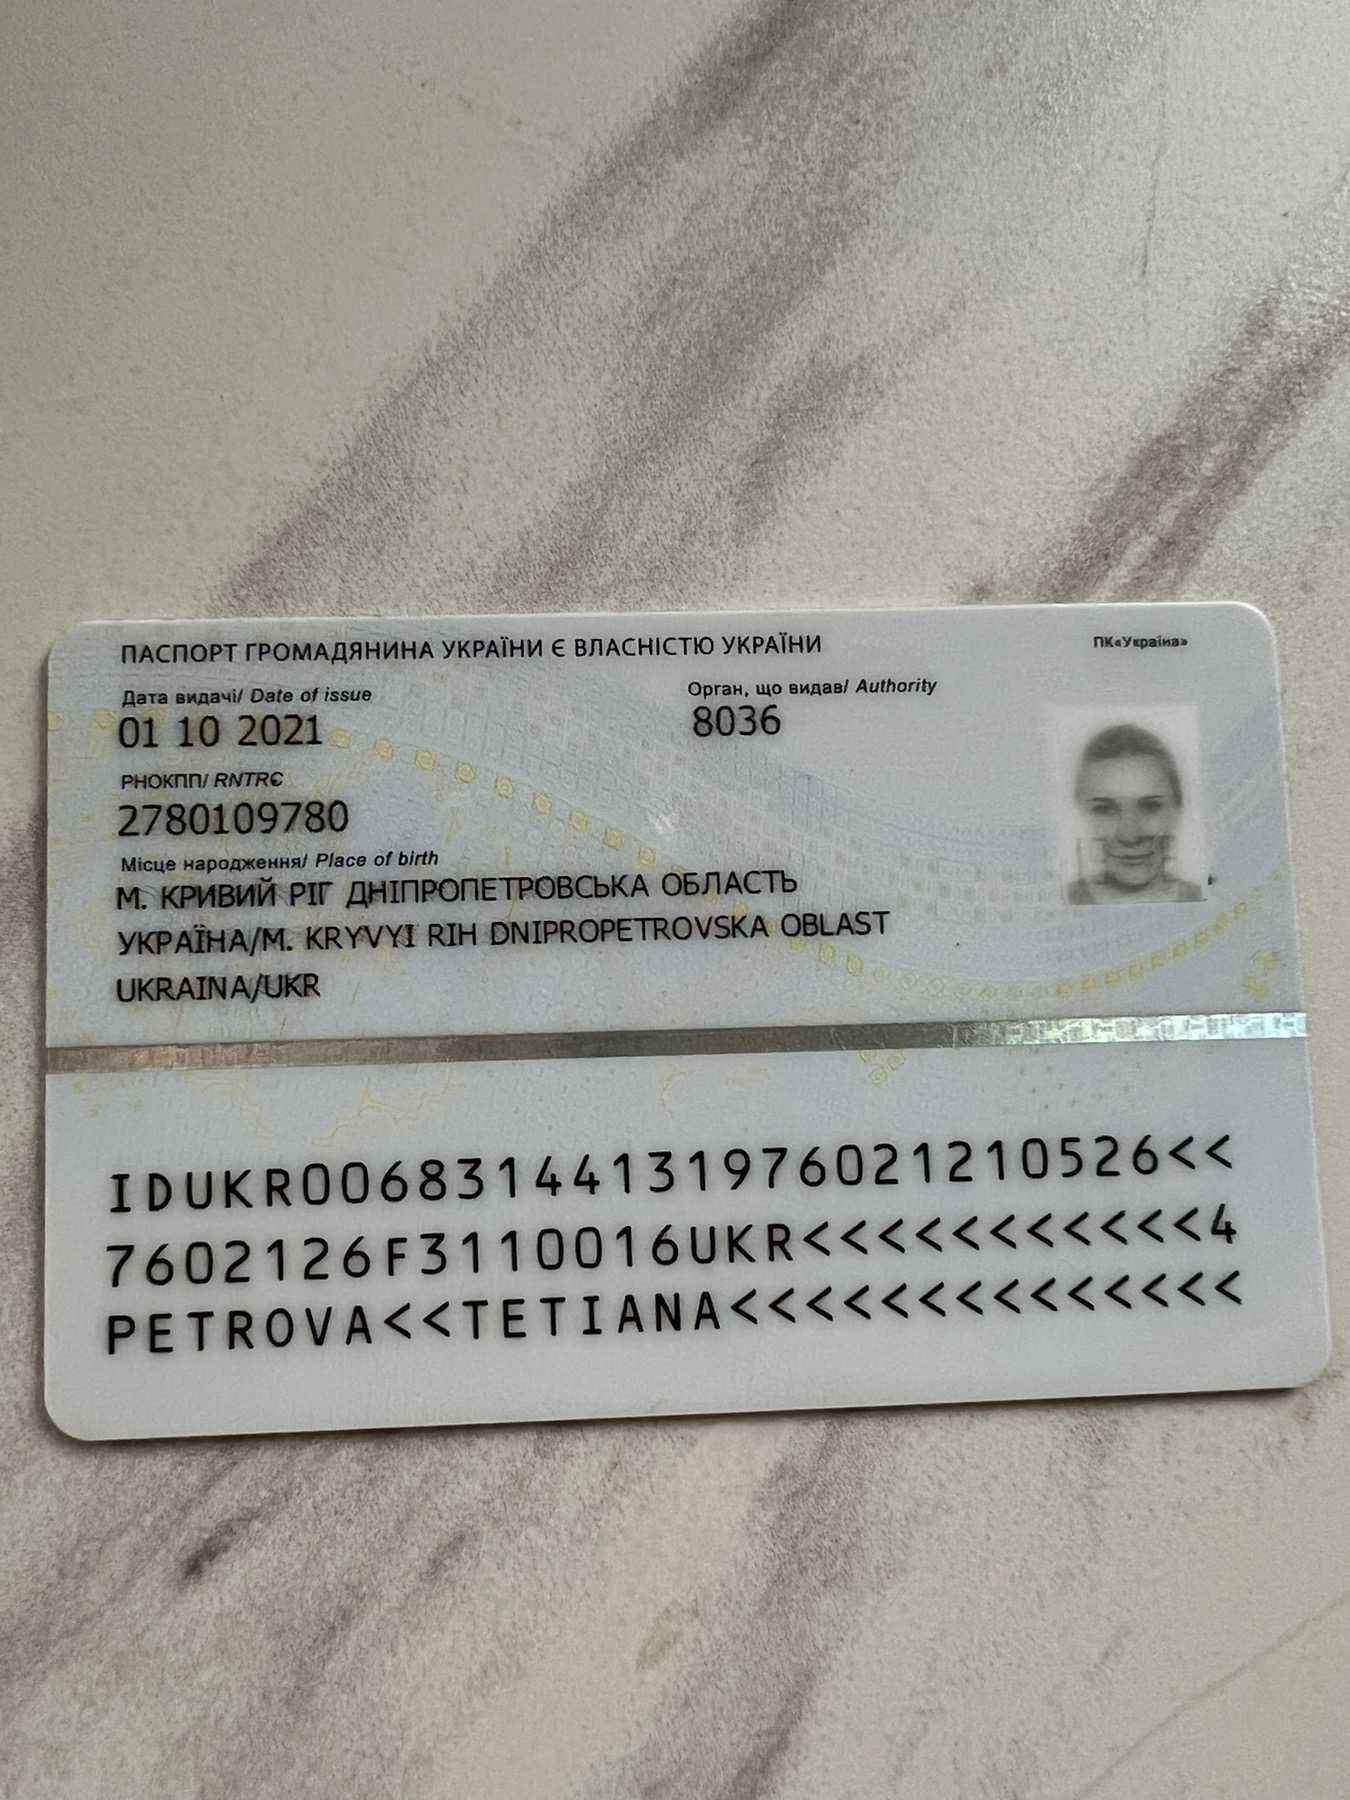 ПАСПОРТ ГРОМАДЯНИНА УКРАЇНИ Є ВЛАСНІСТЮ УКРАЇНИ
ПК«Україна»
Дата видачі/ Date of issue
01 10 2021
Орган, що видав/ Authority
8036
РНОКПП/ RNTRC
2780109780
Місце народження/ Place of birth
М. КРИВИЙ РІГ ДНІПРОПЕТРОВСЬКА ОБЛАСТЬ
УКРАЇНА/M. KRYVYI RIH DNIPROPETROVSKA OBLAST
UKRAINA/UKR
IDUKR0068314413197602121 0526<<
7602126F3110016UKR<<<<<<<<<<<4
PETROVA<<TETIANA<<<<<<<<<<<<<<